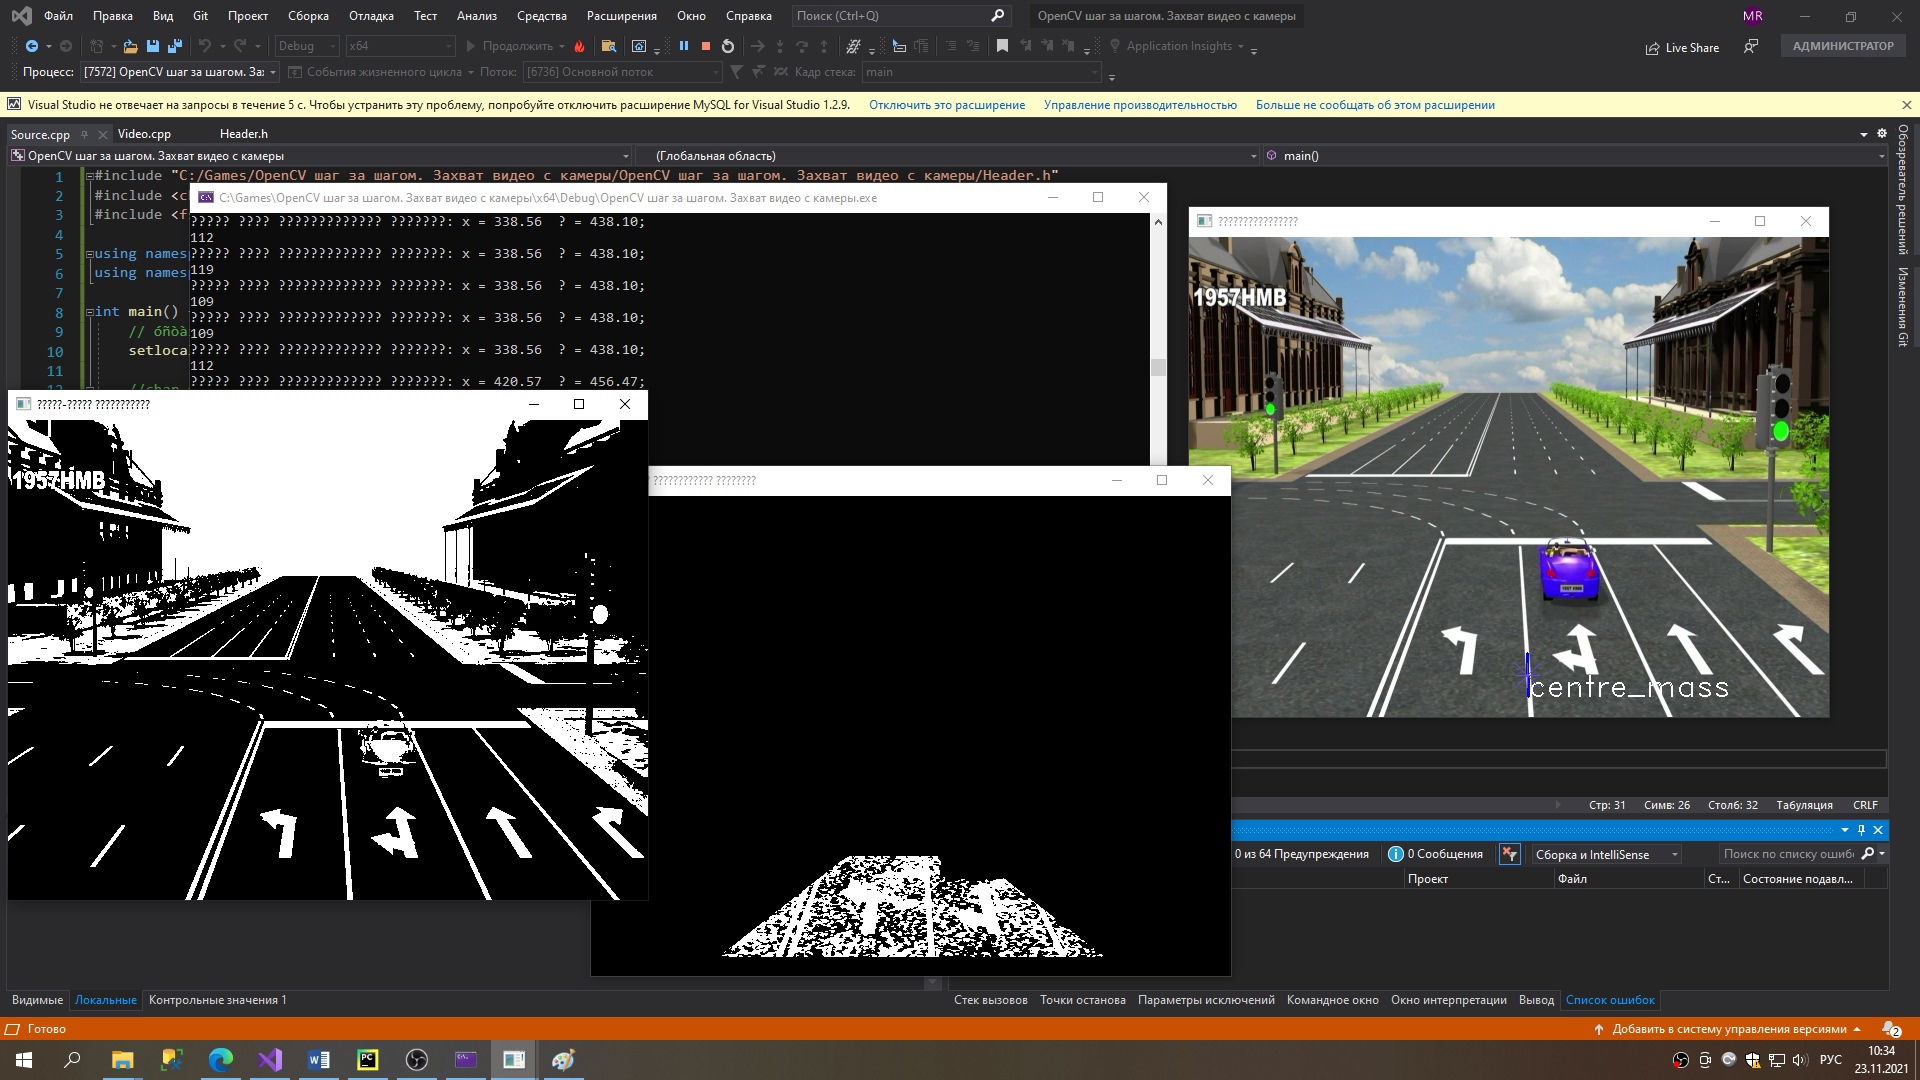 Файл Правка Вид Git Проект Сборка Отладка Тест Анализ Средства Расширения Окно Справка Поиск (Ctrl+Q) OpenCV шаг за шагом. Захват видео с камеры MR
Debug x64 Продолжить Application Insights Live Share АДМИНИСТРАТОР
Процесс: [7572] OpenCV шаг за шагом. За События жизненного цикла Поток: [6736] Основной поток Кадр стека: main
Visual Studio не отвечает на запросы в течение 5 с. Чтобы устранить эту проблему, попробуйте отключить расширение MySQL for Visual Studio 1.2.9. Отключить это расширение Управление производительностью Больше не сообщать об этом расширении
Source.cpp Video.cpp Header.h
OpenCV шаг за шагом. Захват видео с камеры (Глобальная область) main()
Обозреватель решений
Изменения Git
1 #include "C:/Games/OpenCV шаг за шагом. Захват видео с камеры/OpenCV шаг за шагом. Захват видео с камеры/Header.h"
2 #include <c
3 #include <f
4
5 using names
6 using names
7
8 int main()
9 // óñòà
10 setloca
11
C:\Games\OpenCV шаг за шагом. Захват видео с камеры\x64\Debug\OpenCV шаг за шагом. Захват видео с камеры.exe
????? ???? ????????????? ???????: x = 338.56 ? = 438.10;
112
????? ???? ????????????? ???????: x = 338.56 ? = 438.10;
119
????? ???? ????????????? ???????: x = 338.56 ? = 438.10;
109
????? ???? ????????????? ???????: x = 338.56 ? = 438.10;
109
????? ???? ????????????? ???????: x = 338.56 ? = 438.10;
112
????? ???? ????????????? ???????: x = 420.57 ? = 456.47;
????????????????
1957HMB
centre_mass
?????-????? ???????????
1957HMB
???????????? ????????
Стр: 31 Симв: 26 Столб: 32 Табуляция CRLF
0 из 64 Предупреждения 0 Сообщения Сборка и IntelliSense Поиск по списку ошибо
Проект Файл Ст... Состояние подавл...
Видимые Локальные Контрольные значения 1
Стек вызовов Точки останова Параметры исключений Командное окно Окно интерпретации Вывод Список ошибок
Готово Добавить в систему управления версиями 2
РУС 10:34
23.11.2021